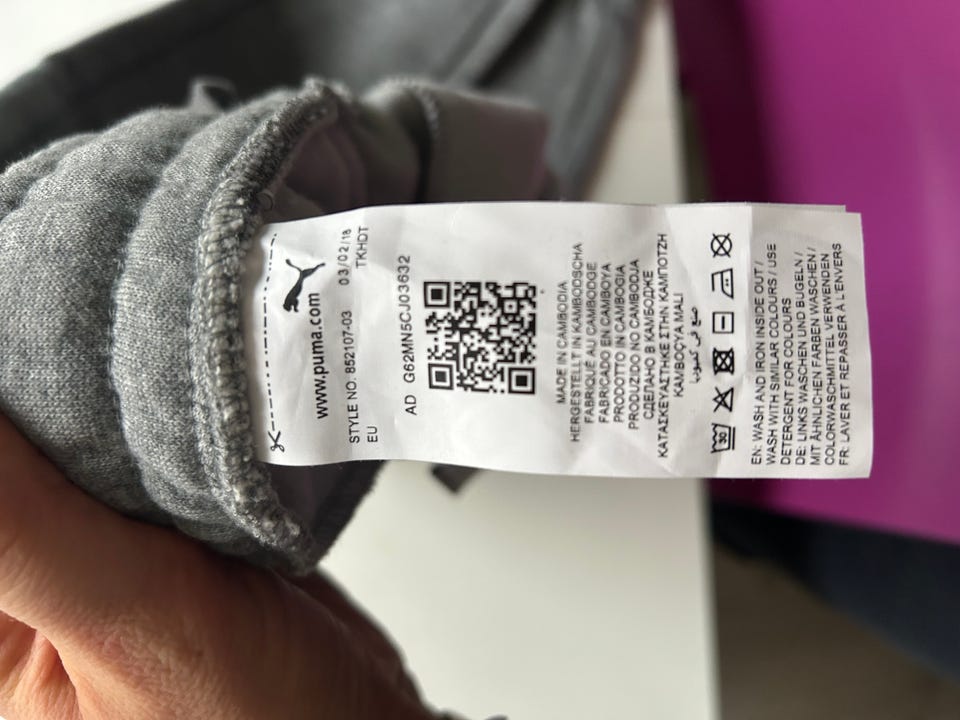 www.puma.com
STYLE NO. 852107-03 03/02/18
EU TKHDT
AD G62MN5CJ03632
MADE IN CAMBODIA
HERGESTELLT IN KAMBODSCHA
FABRIQUÉ AU CAMBODGE
FABRICADO EN CAMBOYA
PRODOTTO IN CAMBOGIA
PRODUZIDO NO CAMBODJA
СДЕЛАНО В КАМБОДЖЕ
ΚΑΤΑΣΚΕΥΑΣΤΗΚΕ ΣΤΗΝ ΚΑΜΠΟΤΖΗ
KAMBOÇYA MALI
صنع في كمبوديا
30
EN: WASH AND IRON INSIDE OUT /
WASH WITH SIMILAR COLOURS / USE
DETERGENT FOR COLOURS
DE: LINKS WASCHEN UND BÜGELN /
MIT ÄHNLICHEN FARBEN WASCHEN /
COLORWASCHMITTEL VERWENDEN
FR: LAVER ET REPASSER À L'ENVERS /